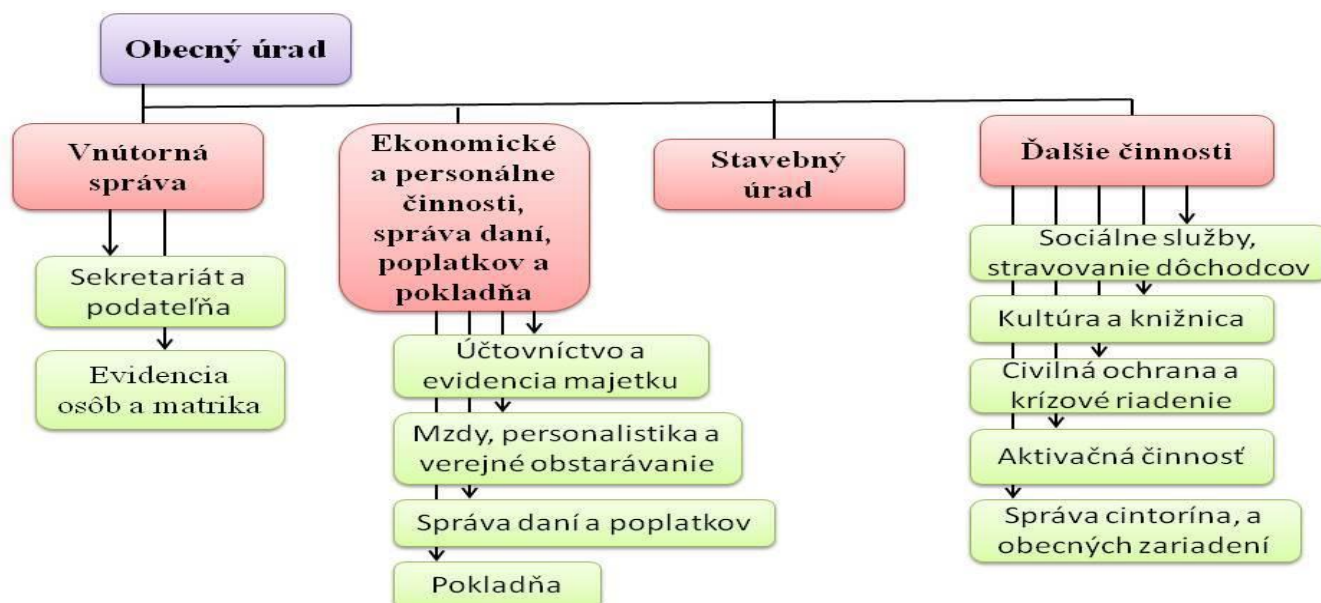 Obecný úrad
Vnútorná
správa
Sekretariát a
podateľňa
Evidencia
osôb a matrika
Ekonomické
a personálne
činnosti,
správa daní,
poplatkov a
pokladňa
Účtovníctvo a
evidencia majetku
Mzdy, personalistika a
verejné obstarávanie
Správa daní a poplatkov
Pokladňa
Stavebný
úrad
Ďalšie činnosti
Sociálne služby,
stravovanie dôchodcov
Kultúra a knižnica
Civilná ochrana a
krízové riadenie
Aktivačná činnosť
Správa cintorína, a
obecných zariadení